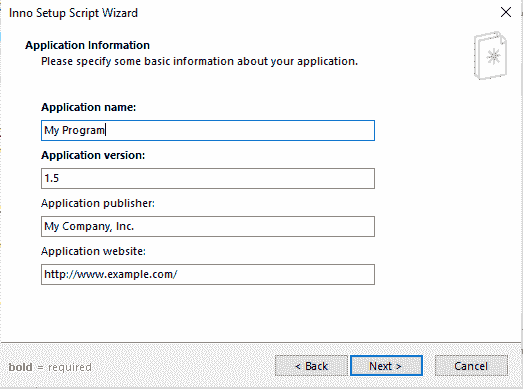 Inno Setup Script Wizard
Application Information
Please specify some basic information about your application.
Application name:
My Program
Application version:
1.5
Application publisher:
My Company, Inc.
Application website:
http://www.example.com/
bold = required
< Back
Next >
Cancel